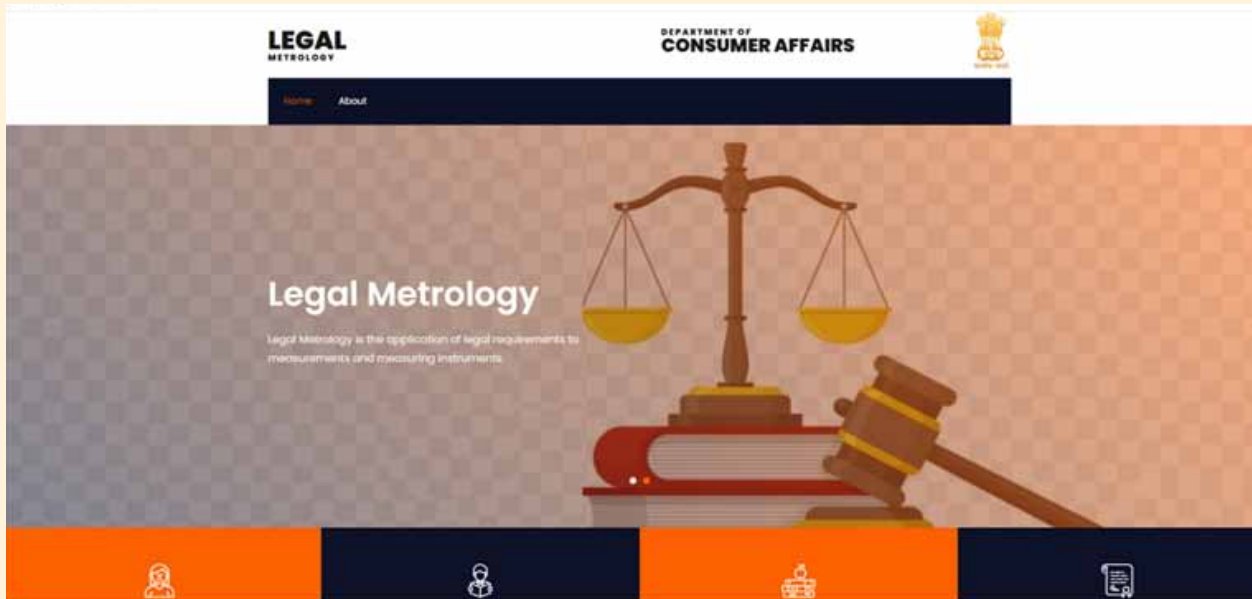 LEGAL
METROLOGY
DEPARTMENT OF
CONSUMER AFFAIRS
Home About
Legal Metrology
Legal Metrology is the application of legal requirements to
measurements and measuring instruments.